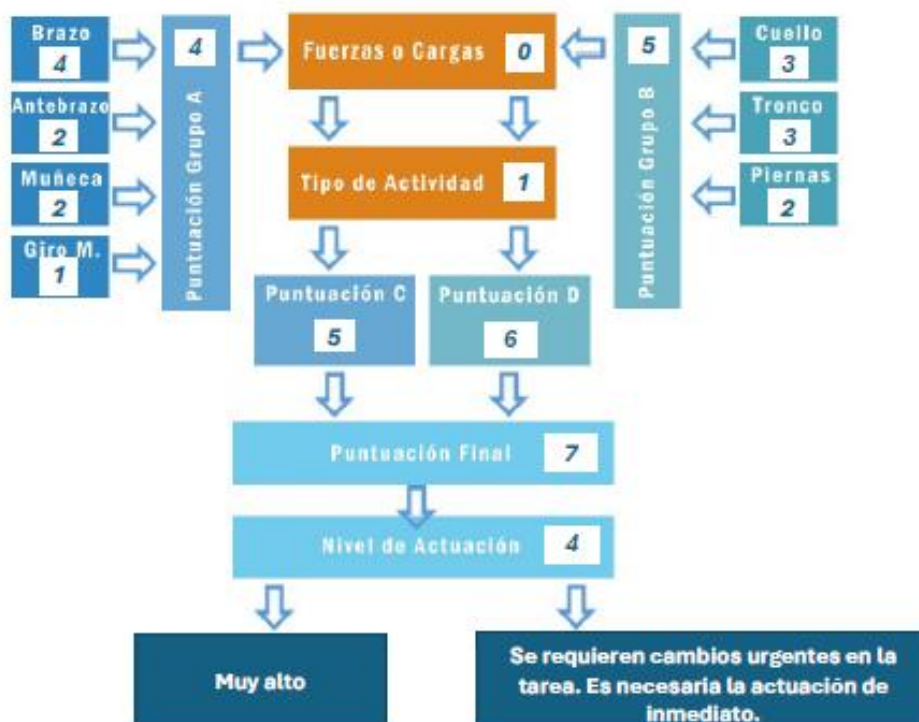 Brazo
4
Antebrazo
2
Muñeca
2
Giro M.
1
Puntuación Grupo A
4
Fuerzas o Cargas 0
Tipo de Actividad 1
Puntuación Grupo B
5
Cuello
3
Tronco
3
Piernas
2
Puntuación C
5
Puntuación D
6
Puntuación Final 7
Nivel de Actuación 4
Muy alto
Se requieren cambios urgentes en la
tarea. Es necesaria la actuación de
inmediato.